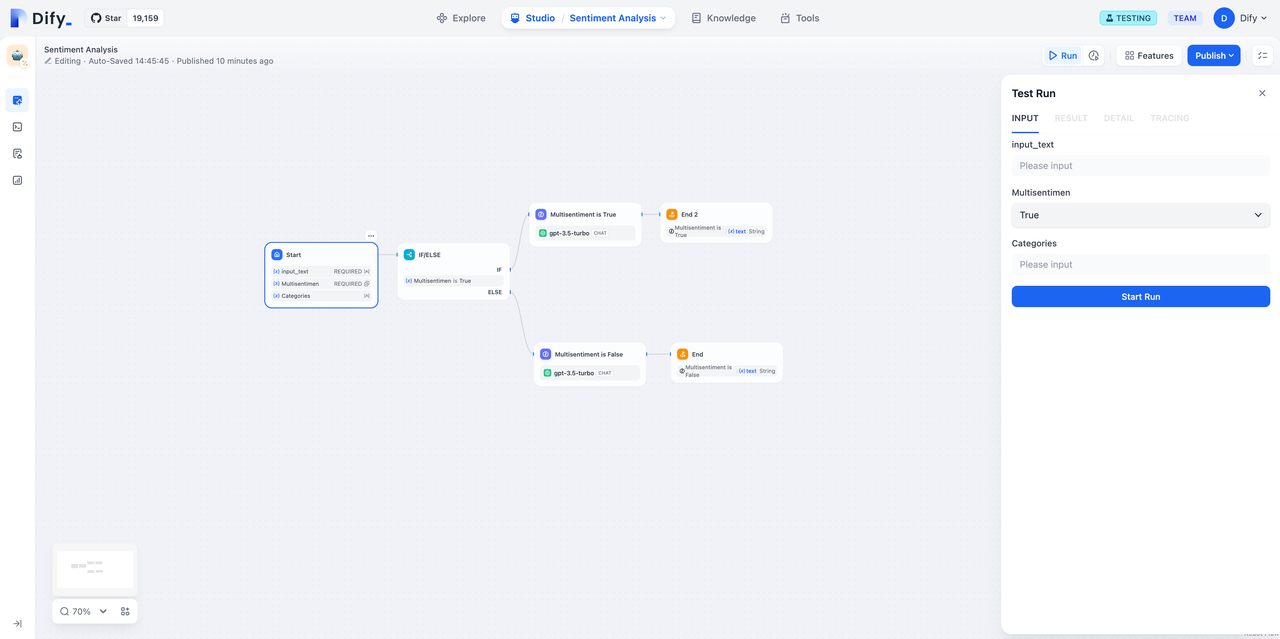 Dify_
Star 19,159
Explore
Studio / Sentiment Analysis
Knowledge
Tools
TESTING
TEAM
D Dify
Sentiment Analysis
Editing · Auto-Saved 14:45:45 · Published 10 minutes ago
Run
Features
Publish
Test Run
INPUT RESULT DETAIL TRACING
input_text
Please input
Multisentimen
True
Categories
Please input
Start Run
Start
{x} input_text REQUIRED
{x} Multisentimen REQUIRED
{x} Categories
IF/ELSE
IF
{x} Multisentimen is True
ELSE
Multisentiment is True
gpt-3.5-turbo CHAT
End 2
Multisentiment is
True
{x} text String
Multisentiment is False
gpt-3.5-turbo CHAT
End
Multisentiment is
False
{x} text String
70%